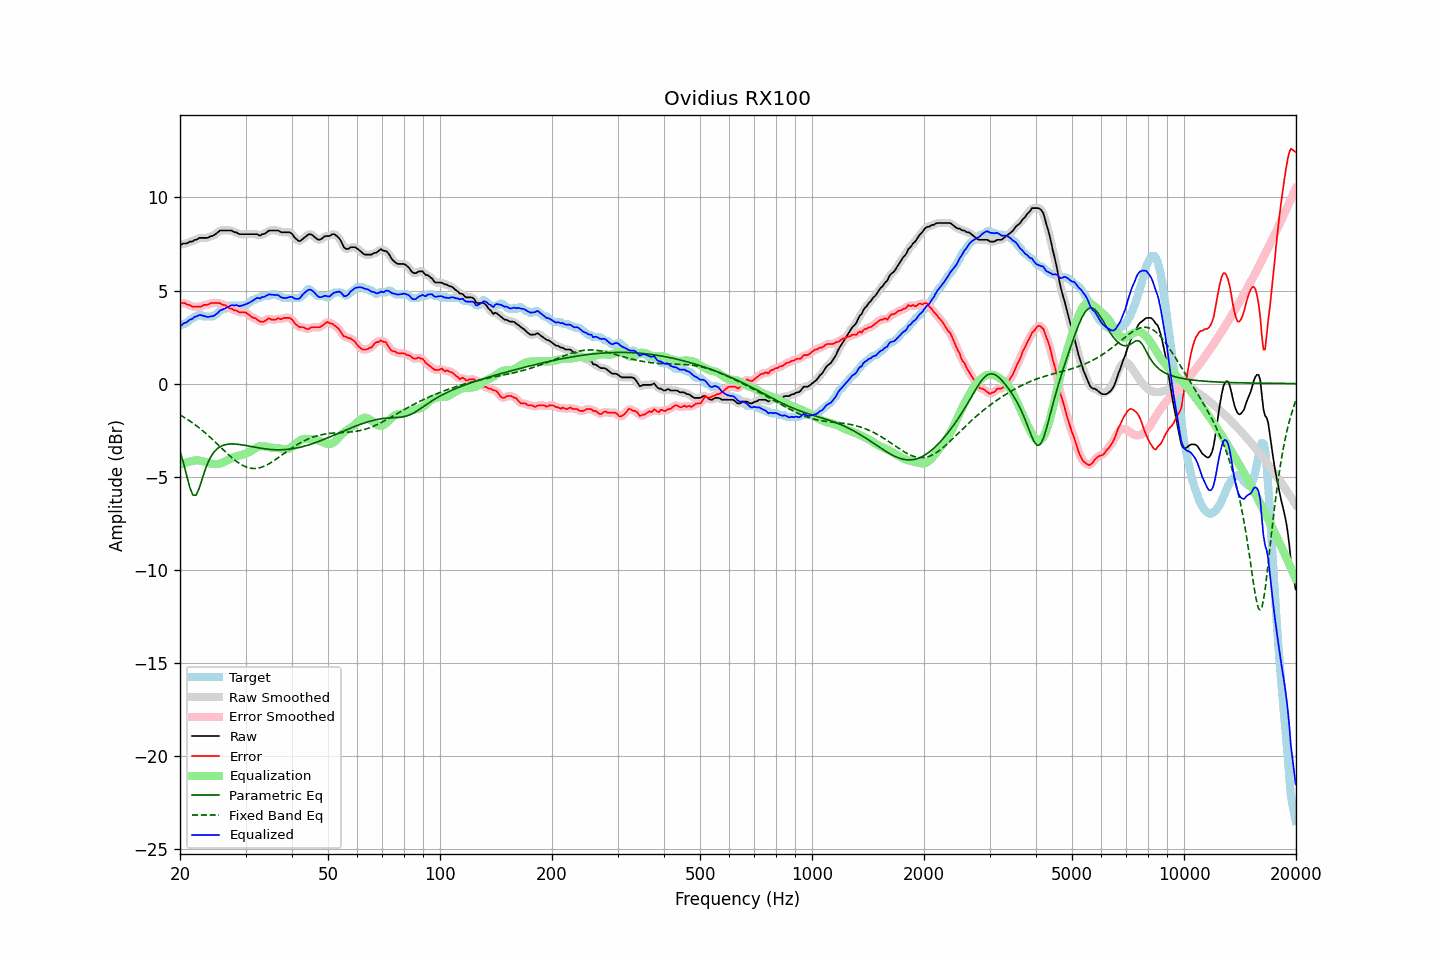 Ovidius RX100
Amplitude (dBr)
10
5
0
−5
−10
−15
−20
−25
Target
Raw Smoothed
Error Smoothed
Raw
Error
Equalization
Parametric Eq
Fixed Band Eq
Equalized
20 50 100 200 500 1000 2000 5000 10000 20000
Frequency (Hz)